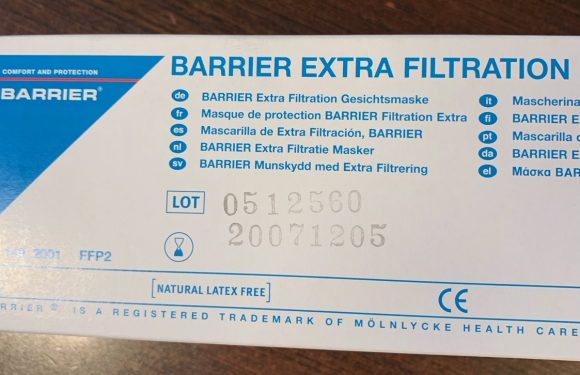 COMFORT AND PROTECTION
BARRIER®
BARRIER EXTRA FILTRATION
de BARRIER Extra Filtration Gesichtsmaske
fr Masque de protection BARRIER Filtration Extra
es Mascarilla de Extra Filtración, BARRIER
nl BARRIER Extra Filtratie Masker
sv BARRIER Munskydd med Extra Filtrering
it Mascherina
fi BARRIER E
pt Mascarilla d
da BARRIER E
el Μάσκα BAR
LOT 0512560
20071205
2001 FFP2
NATURAL LATEX FREE
CE
RRIER ® IS A REGISTERED TRADEMARK OF MÖLNLYCKE HEALTH CARE